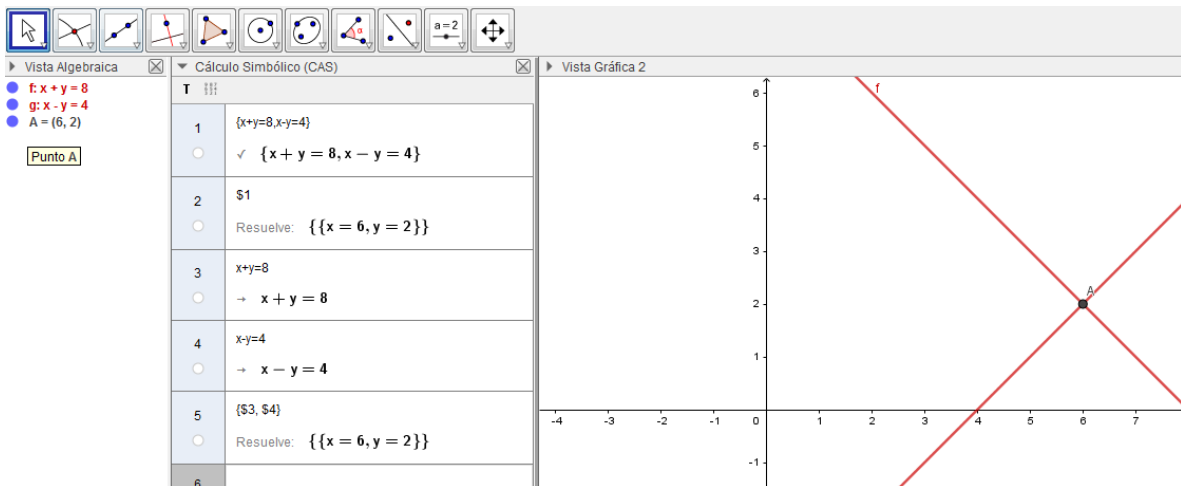 a=2
α
Vista Algebraica
f: x + y = 8
g: x - y = 4
A = (6, 2)
Punto A
Cálculo Simbólico (CAS)
T
1
{x+y=8,x-y=4}
✓ {x + y = 8, x − y = 4}
2
$1
Resuelve: {{x = 6, y = 2}}
3
x+y=8
→ x + y = 8
4
x-y=4
→ x − y = 4
5
{$3, $4}
Resuelve: {{x = 6, y = 2}}
6
Vista Gráfica 2
f
A
6
5
4
3
2
1
-1
-4 -3 -2 -1 0 1 2 3 4 5 6 7